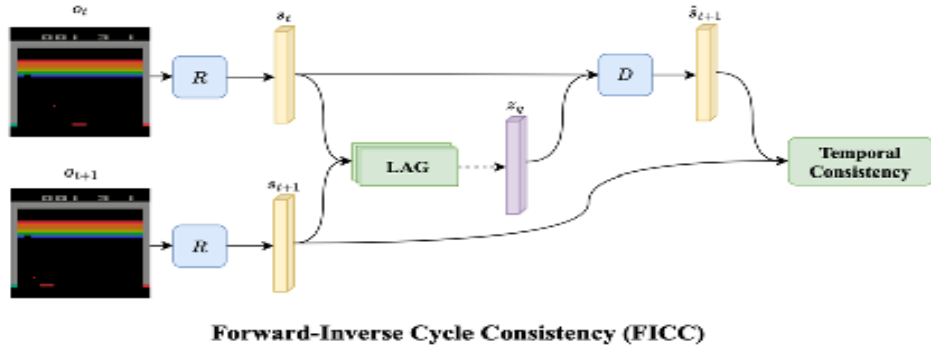 o_t
s_t
ŝ_{t+1}
R
D
z_q
LAG
Temporal
Consistency
o_{t+1}
s_{t+1}
R
Forward-Inverse Cycle Consistency (FICC)